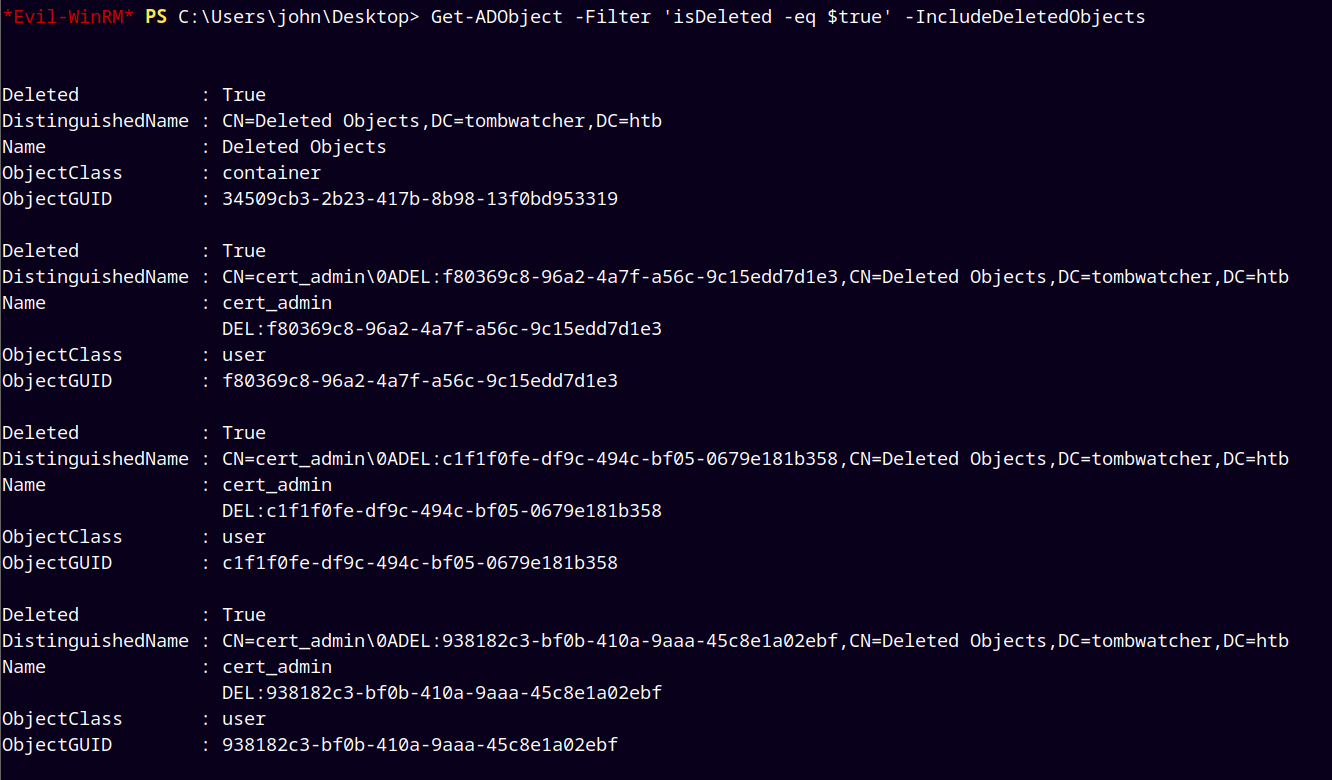 *Evil-WinRM* PS C:\Users\john\Desktop> Get-ADObject -Filter 'isDeleted -eq $true' -IncludeDeletedObjects
Deleted           : True
DistinguishedName : CN=Deleted Objects,DC=tombwatcher,DC=htb
Name              : Deleted Objects
ObjectClass       : container
ObjectGUID        : 34509cb3-2b23-417b-8b98-13f0bd953319
Deleted           : True
DistinguishedName : CN=cert_admin\0ADEL:f80369c8-96a2-4a7f-a56c-9c15edd7d1e3,CN=Deleted Objects,DC=tombwatcher,DC=htb
Name              : cert_admin
                    DEL:f80369c8-96a2-4a7f-a56c-9c15edd7d1e3
ObjectClass       : user
ObjectGUID        : f80369c8-96a2-4a7f-a56c-9c15edd7d1e3
Deleted           : True
DistinguishedName : CN=cert_admin\0ADEL:c1f1f0fe-df9c-494c-bf05-0679e181b358,CN=Deleted Objects,DC=tombwatcher,DC=htb
Name              : cert_admin
                    DEL:c1f1f0fe-df9c-494c-bf05-0679e181b358
ObjectClass       : user
ObjectGUID        : c1f1f0fe-df9c-494c-bf05-0679e181b358
Deleted           : True
DistinguishedName : CN=cert_admin\0ADEL:938182c3-bf0b-410a-9aaa-45c8e1a02ebf,CN=Deleted Objects,DC=tombwatcher,DC=htb
Name              : cert_admin
                    DEL:938182c3-bf0b-410a-9aaa-45c8e1a02ebf
ObjectClass       : user
ObjectGUID        : 938182c3-bf0b-410a-9aaa-45c8e1a02ebf